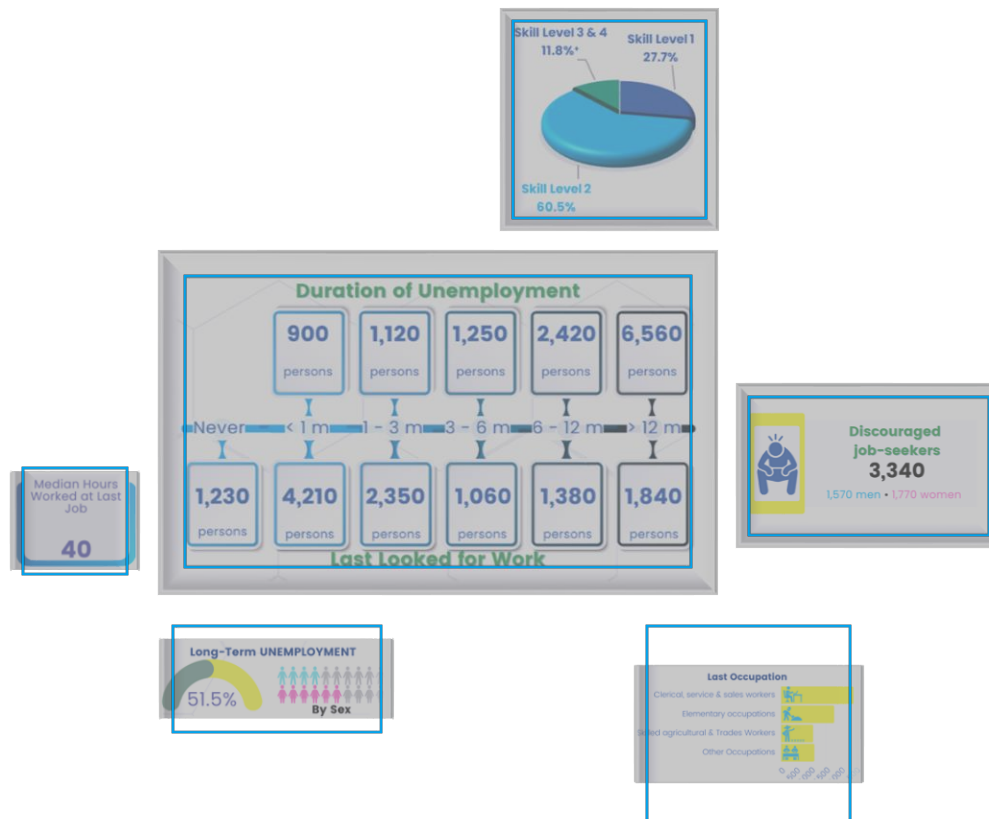 Skill Level 3 & 4
11.8%*
Skill Level 1
27.7%
Skill Level 2
60.5%
Duration of Unemployment
900 1,120 1,250 2,420 6,560
persons persons persons persons persons
Never < 1 m 1 - 3 m 3 - 6 m 6 - 12 m > 12 m
1,230 4,210 2,350 1,060 1,380 1,840
persons persons persons persons persons persons
Last Looked for Work
Discouraged
job-seekers
3,340
1,570 men • 1,770 women
Median Hours
Worked at Last
Job
40
Long-Term UNEMPLOYMENT
51.5%
By Sex
Last Occupation
Clerical, service & sales workers
Elementary occupations
agricultural & Trades Workers
Other Occupations
0 500